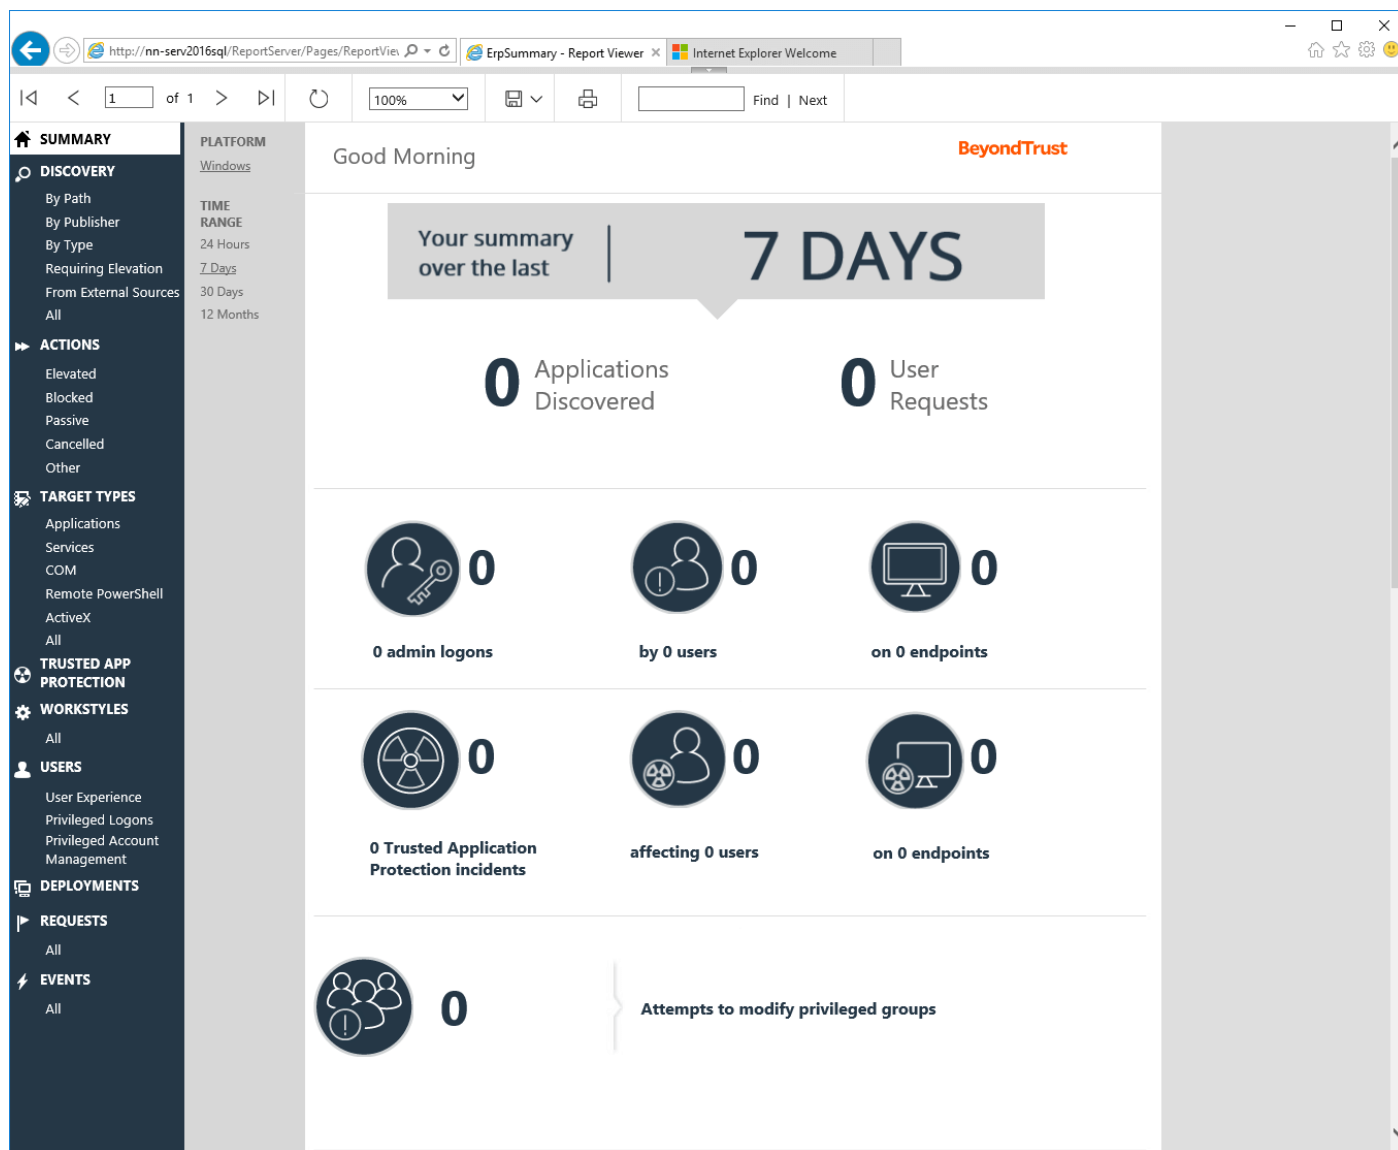 http://nn-serv2016sql/ReportServer/Pages/ReportVie
ErpSummary - Report Viewer
Internet Explorer Welcome
1 of 1
100%
Find | Next
SUMMARY
DISCOVERY
By Path
By Publisher
By Type
Requiring Elevation
From External Sources
All
ACTIONS
Elevated
Blocked
Passive
Cancelled
Other
TARGET TYPES
Applications
Services
COM
Remote PowerShell
ActiveX
All
TRUSTED APP
PROTECTION
WORKSTYLES
All
USERS
User Experience
Privileged Logons
Privileged Account
Management
DEPLOYMENTS
REQUESTS
All
EVENTS
All
PLATFORM
Windows
TIME
RANGE
24 Hours
7 Days
30 Days
12 Months
Good Morning
BeyondTrust
Your summary
over the last
7 DAYS
0 Applications
Discovered
0 User
Requests
0
0 admin logons
0
by 0 users
0
on 0 endpoints
0
0 Trusted Application
Protection incidents
0
affecting 0 users
0
on 0 endpoints
0
Attempts to modify privileged groups